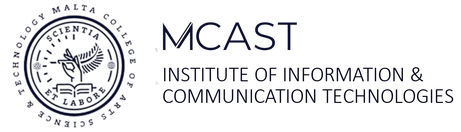 MALTA COLLEGE OF ARTS SCIENCE & TECHNOLOGY
SCIENTIA
ET LABORE
MCAST
INSTITUTE OF INFORMATION &
COMMUNICATION TECHNOLOGIES